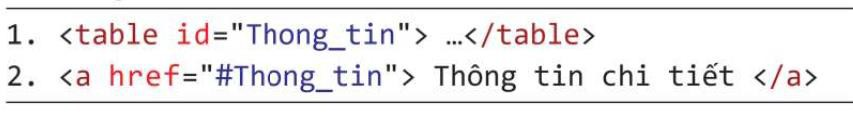 1. <table id="Thong_tin"> …</table>
2. <a href="#Thong_tin"> Thông tin chi tiết </a>